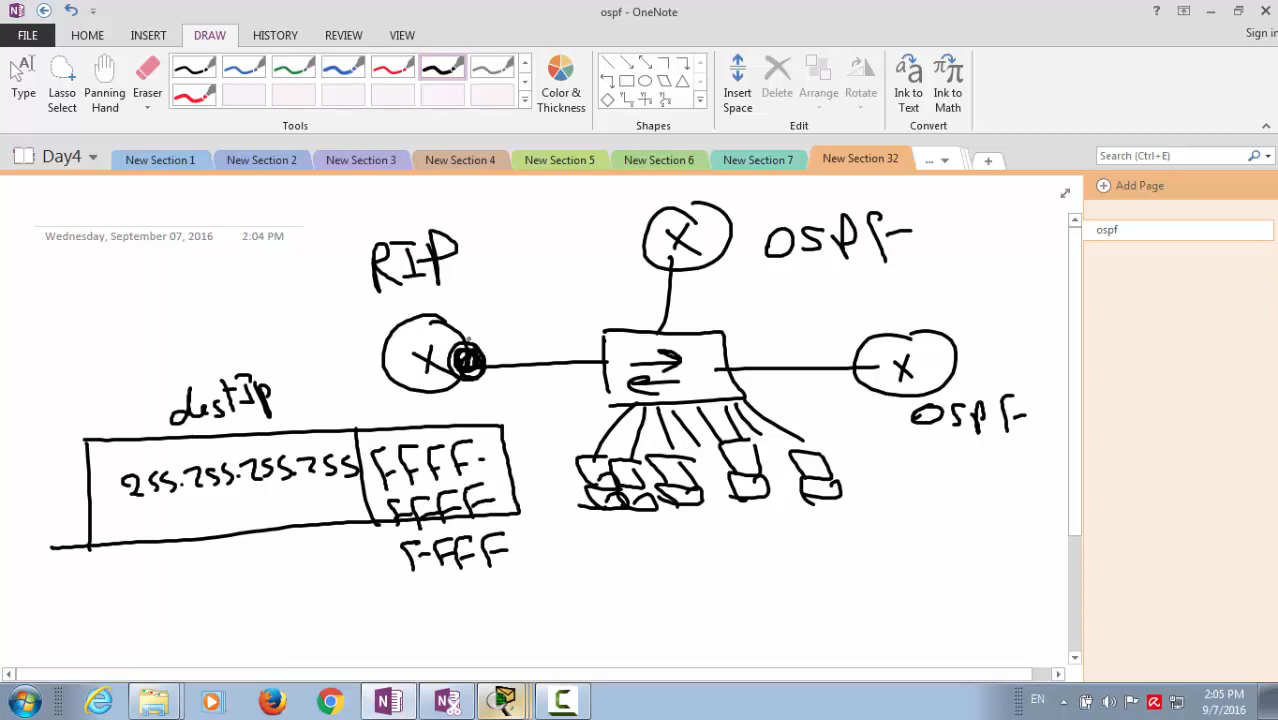 ospf - OneNote
Sign in
FILE HOME INSERT DRAW HISTORY REVIEW VIEW
Type
Lasso Select
Panning Hand
Eraser
Color & Thickness
Insert Space
Delete
Arrange
Rotate
Ink to Text
Ink to Math
Tools
Shapes
Edit
Convert
Day4
New Section 1
New Section 2
New Section 3
New Section 4
New Section 5
New Section 6
New Section 7
New Section 32
...
Search (Ctrl+E)
Add Page
ospf
Wednesday, September 07, 2016 2:04 PM
RIP
OSPF
X
X
X
OSPF
destIp
255.255.255.255
FFFF.
FFFF
FFFF
EN
2:05 PM
9/7/2016